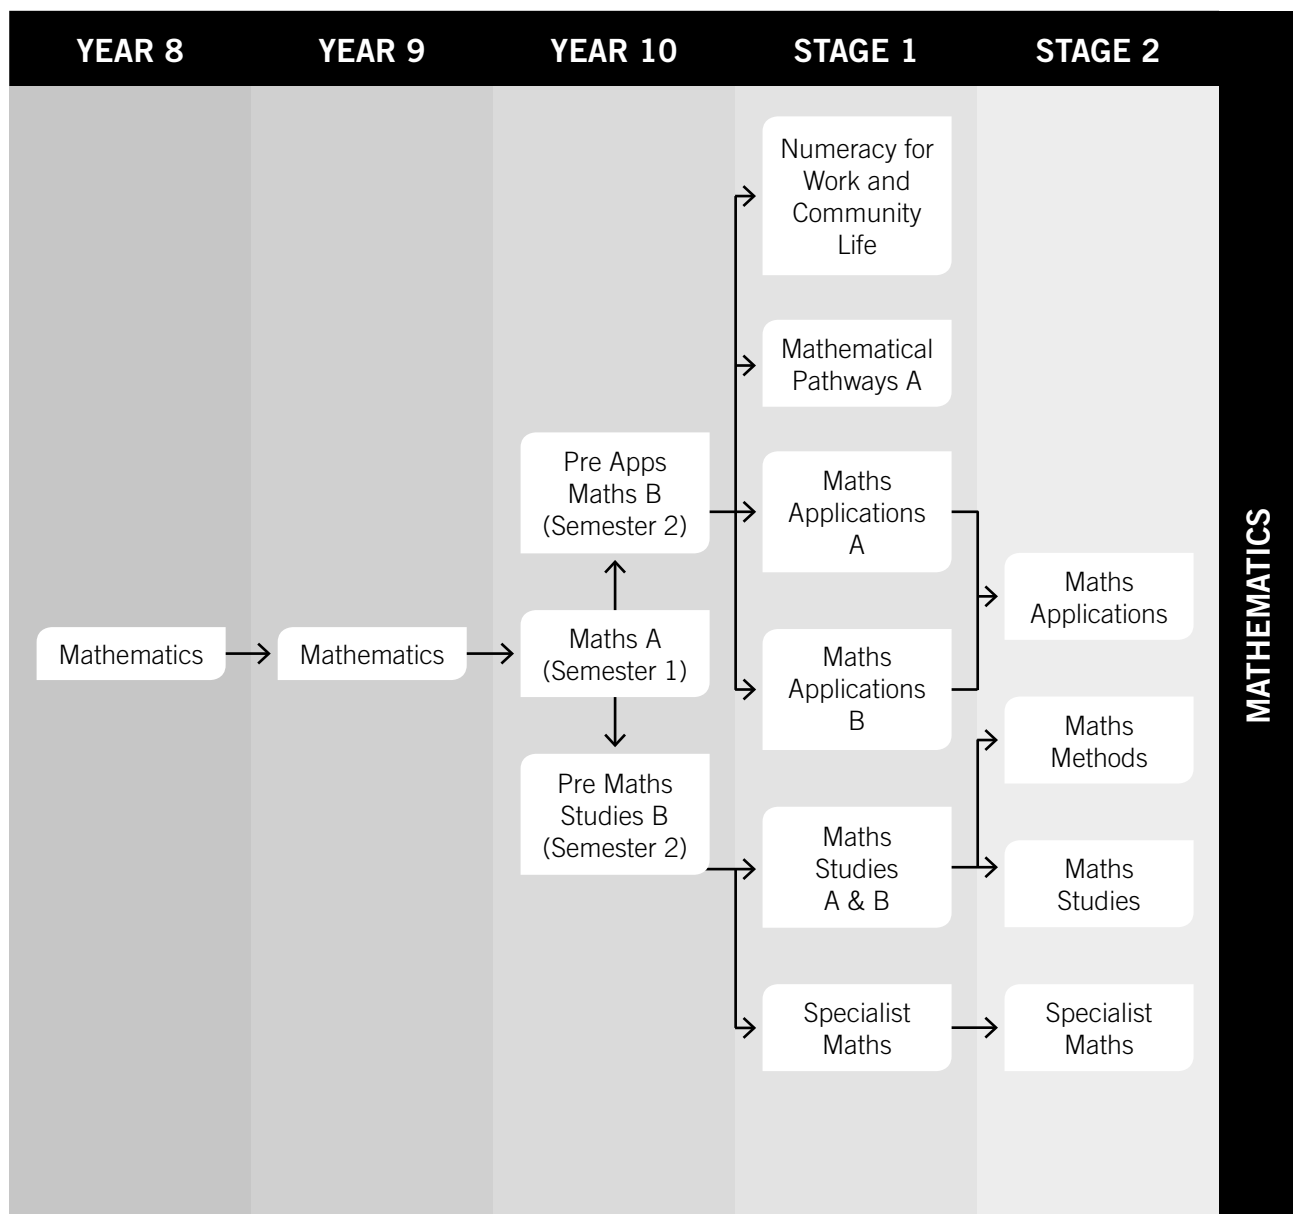 YEAR 8
YEAR 9
YEAR 10
STAGE 1
STAGE 2
Mathematics
Mathematics
Pre Apps
Maths B
(Semester 2)
Maths A
(Semester 1)
Pre Maths
Studies B
(Semester 2)
Numeracy for
Work and
Community
Life
Mathematical
Pathways A
Maths
Applications
A
Maths
Applications
B
Maths
Studies
A & B
Specialist
Maths
Maths
Applications
Maths
Methods
Maths
Studies
Specialist
Maths
MATHEMATICS